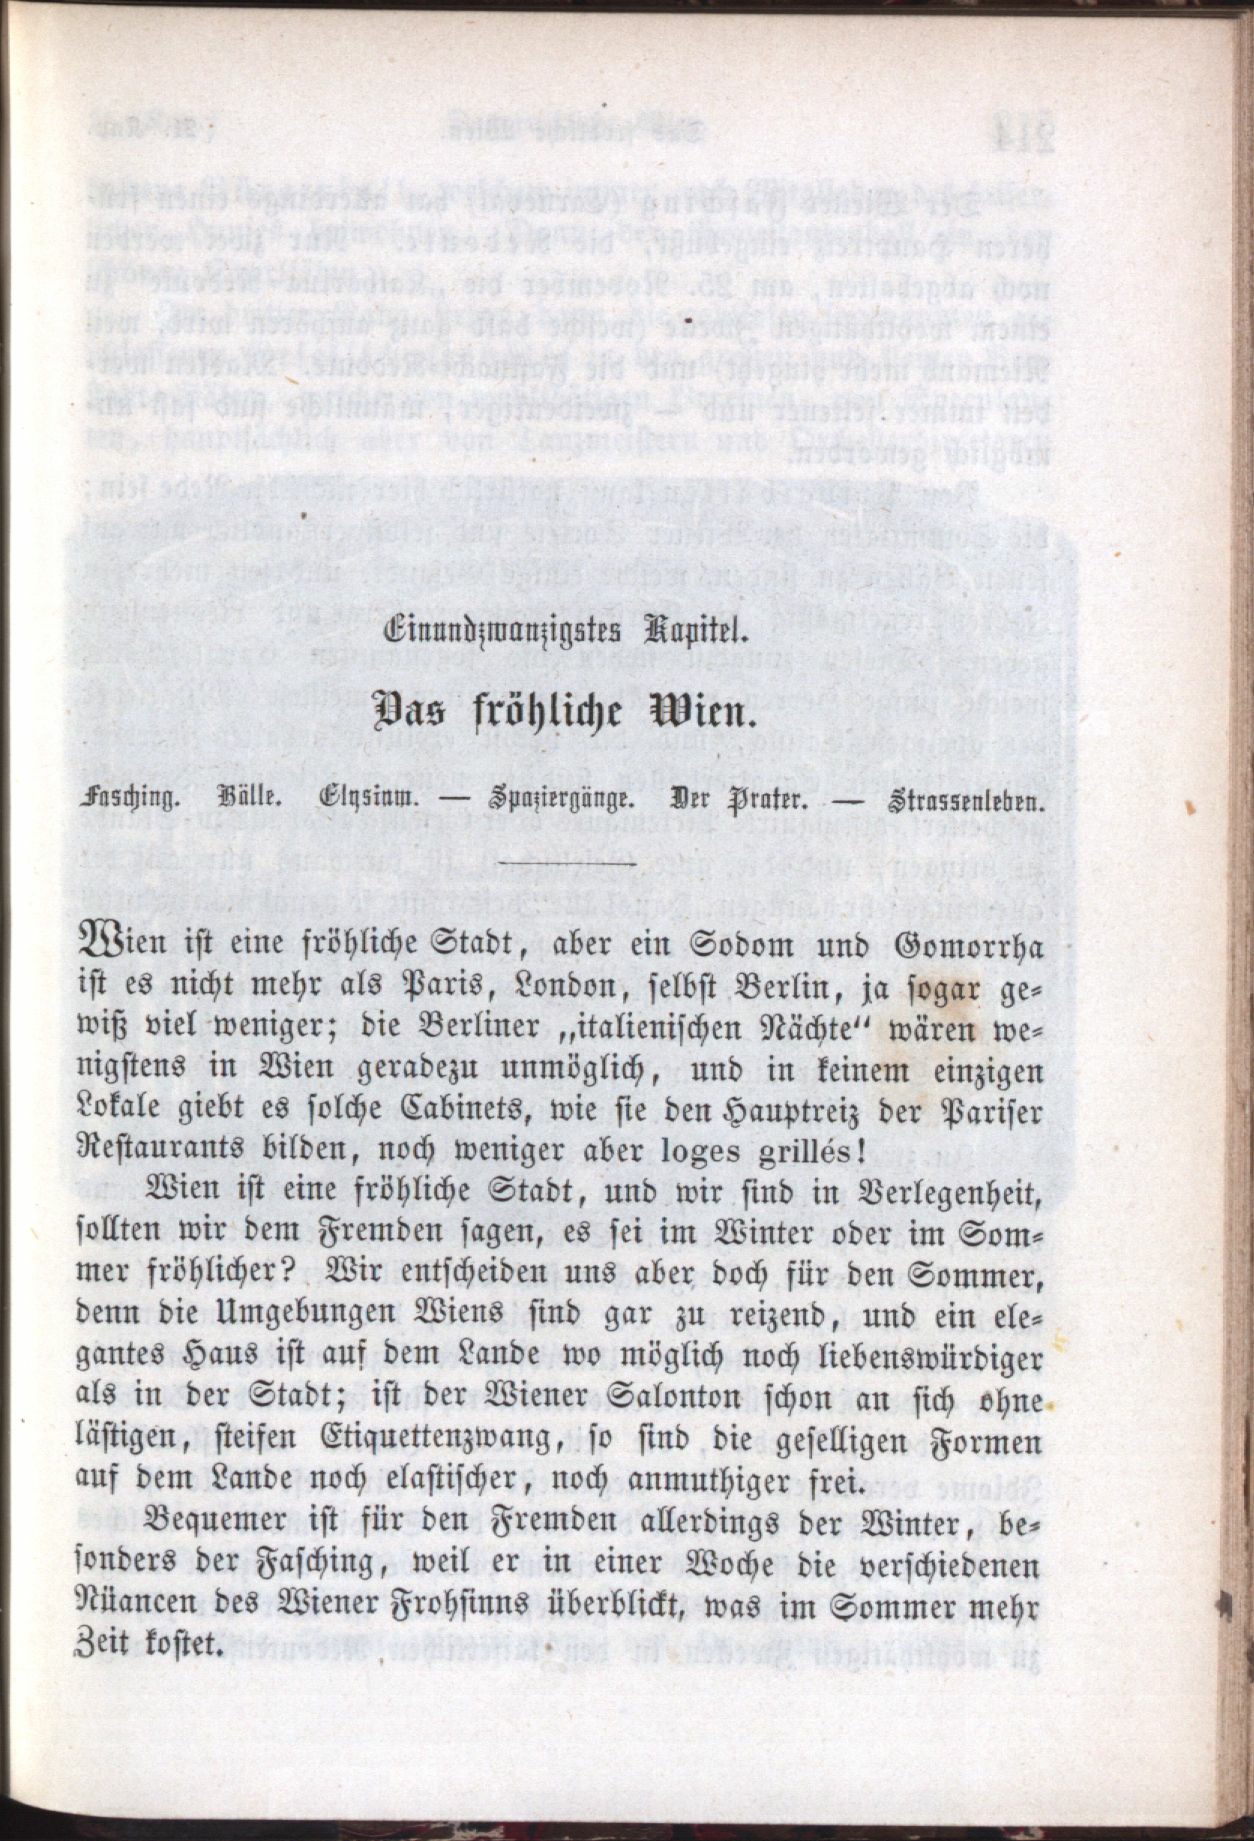 Einundzwanzigstes Kapitel.
Das fröhliche Wien.
Fasching. Bälle. Elysium. — Spaziergänge. Der Prater. — Strassenleben.
Wien ist eine fröhliche Stadt, aber ein Sodom und Gomorrha
ist es nicht mehr als Paris, London, selbst Berlin, ja sogar ge-
wiß viel weniger; die Berliner „italienischen Nächte“ wären we-
nigstens in Wien geradezu unmöglich, und in keinem einzigen
Lokale giebt es solche Cabinets, wie sie den Hauptreiz der Pariser
Restaurants bilden, noch weniger aber loges grillés!
Wien ist eine fröhliche Stadt, und wir sind in Verlegenheit,
sollten wir dem Fremden sagen, es sei im Winter oder im Som-
mer fröhlicher? Wir entscheiden uns aber doch für den Sommer,
denn die Umgebungen Wiens sind gar zu reizend, und ein ele-
gantes Haus ist auf dem Lande wo möglich noch liebenswürdiger
als in der Stadt; ist der Wiener Salonton schon an sich ohne
lästigen, steifen Etiquettenzwang, so sind die geselligen Formen
auf dem Lande noch elastischer, noch anmuthiger frei.
Bequemer ist für den Fremden allerdings der Winter, be-
sonders der Fasching, weil er in einer Woche die verschiedenen
Nüancen des Wiener Frohsinns überblickt, was im Sommer mehr
Zeit kostet.